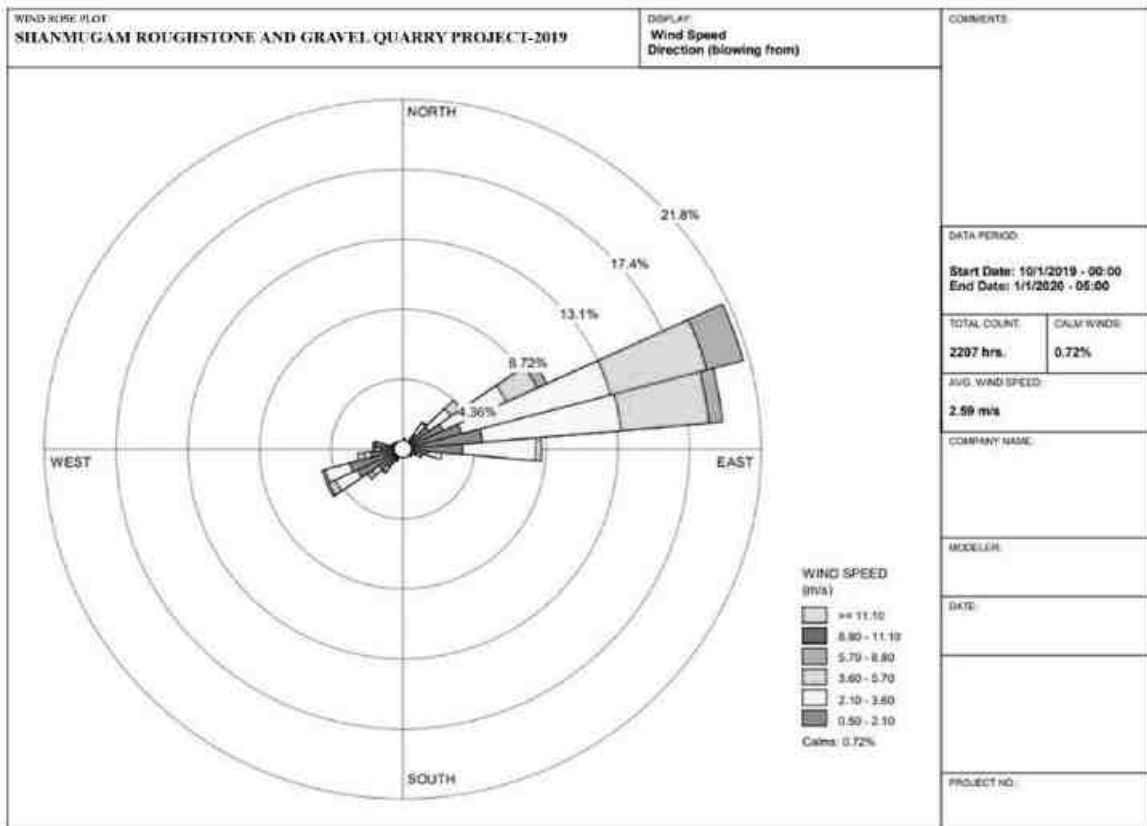 WIND ROSE PLOT:
SHANMUGAM ROUGHSTONE AND GRAVEL QUARRY PROJECT-2019
DISPLAY:
Wind Speed
Direction (blowing from)
COMMENTS:
NORTH
21.8%
17.4%
13.1%
8.72%
4.36%
WEST
EAST
SOUTH
WIND SPEED
(m/s)
>= 11.10
8.80 - 11.10
5.70 - 8.80
3.60 - 5.70
2.10 - 3.60
0.50 - 2.10
Calms: 0.72%
DATA PERIOD:
Start Date: 10/1/2019 - 00:00
End Date: 1/1/2020 - 05:00
TOTAL COUNT:
2207 hrs.
CALM WINDS:
0.72%
AVG. WIND SPEED:
2.59 m/s
COMPANY NAME:
MODELER:
DATE:
PROJECT NO.: